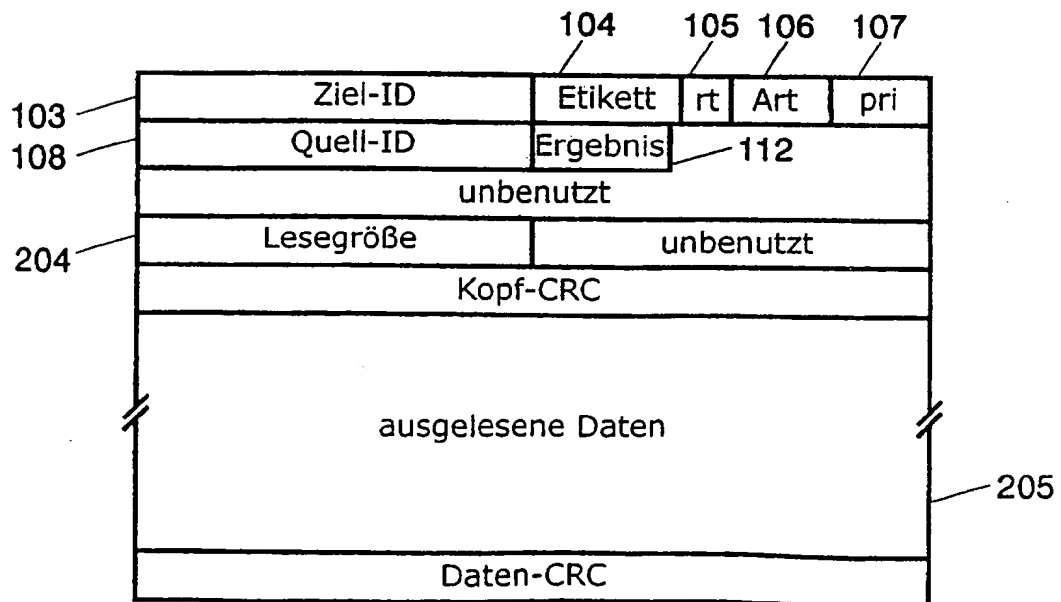 104 105 106 107
103 Ziel-ID Etikett rt Art pri
108 Quell-ID Ergebnis 112
unbenutzt
204 Lesegröße unbenutzt
Kopf-CRC
ausgelesene Daten
205
Daten-CRC